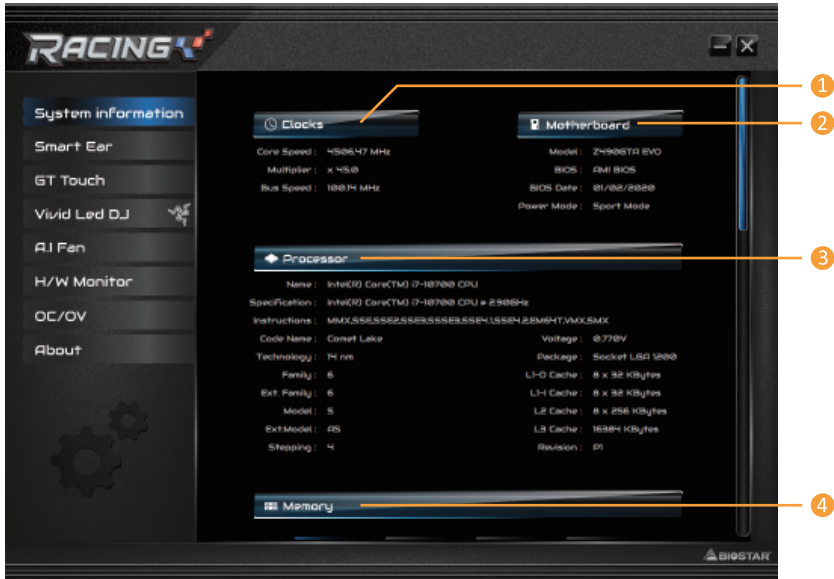 RACING
System information
Smart Ear
GT Touch
Vivid Led DJ
A.I Fan
H/W Monitor
OC/OV
About
Clocks
Core Speed : 4506.47 MHz
Multiplier : x 45.0
Bus Speed : 100.14 MHz
1
Motherboard
Model : Z490GTA EVO
BIOS : AMI BIOS
BIOS Date : 01/02/2020
Power Mode : Sport Mode
2
Processor
3
Name : Intel(R) Core(TM) i7-10700 CPU
Specification : Intel(R) Core(TM) i7-10700 CPU @ 2.90GHz
Instructions : MMX,SSE,SSE2,SSE3,SSSE3,SSE4.1,SSE4.2,EM64T,VMX,SMX
Code Name : Comet Lake
Technology : 14 nm
Family : 6
Ext. Family : 6
Model : 5
Ext.Model : A5
Stepping : 4
Voltage : 0.770V
Package : Socket LGA 1200
L1-D Cache : 8 x 32 KBytes
L1-I Cache : 8 x 32 KBytes
L2 Cache : 8 x 256 KBytes
L3 Cache : 16384 KBytes
Revision : P1
Memory
4
BIOSTAR